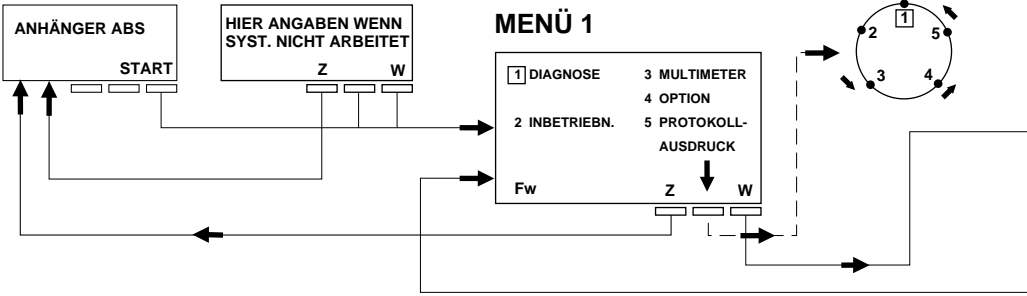 ANHÄNGER ABS
START
HIER ANGABEN WENN
SYST. NICHT ARBEITET
Z W
MENÜ 1
1 DIAGNOSE 3 MULTIMETER
4 OPTION
2 INBETRIEBN. 5 PROTOKOLL-
AUSDRUCK
Fw Z W
1
2 5
3 4